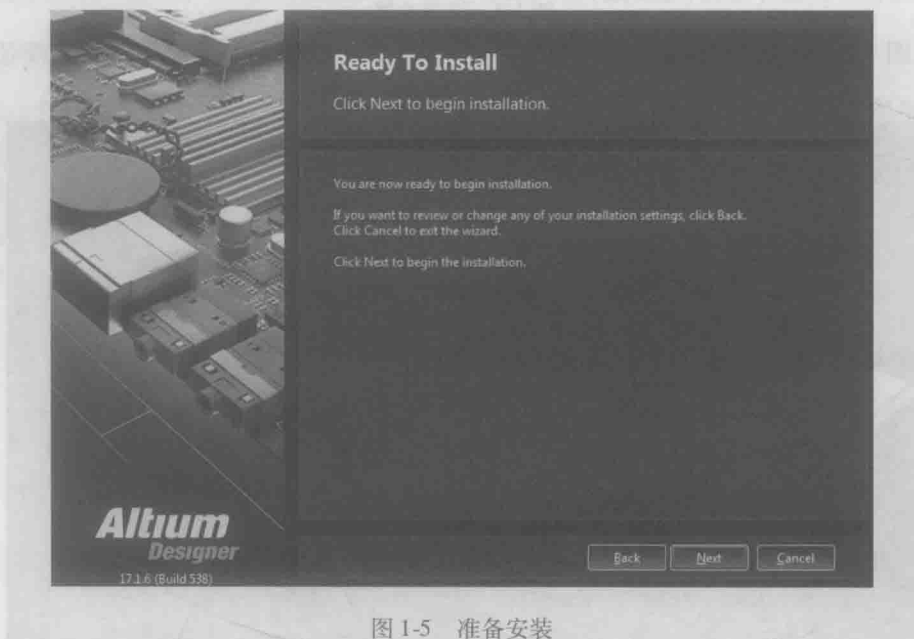 Ready To Install
Click Next to begin installation.
You are now ready to begin installation.
If you want to review or change any of your installation settings, click Back.
Click Cancel to exit the wizard.
Click Next to begin the installation.
Altium
Designer
17.1.6 (Build 538)
Back Next Cancel
图 1-5 准备安装